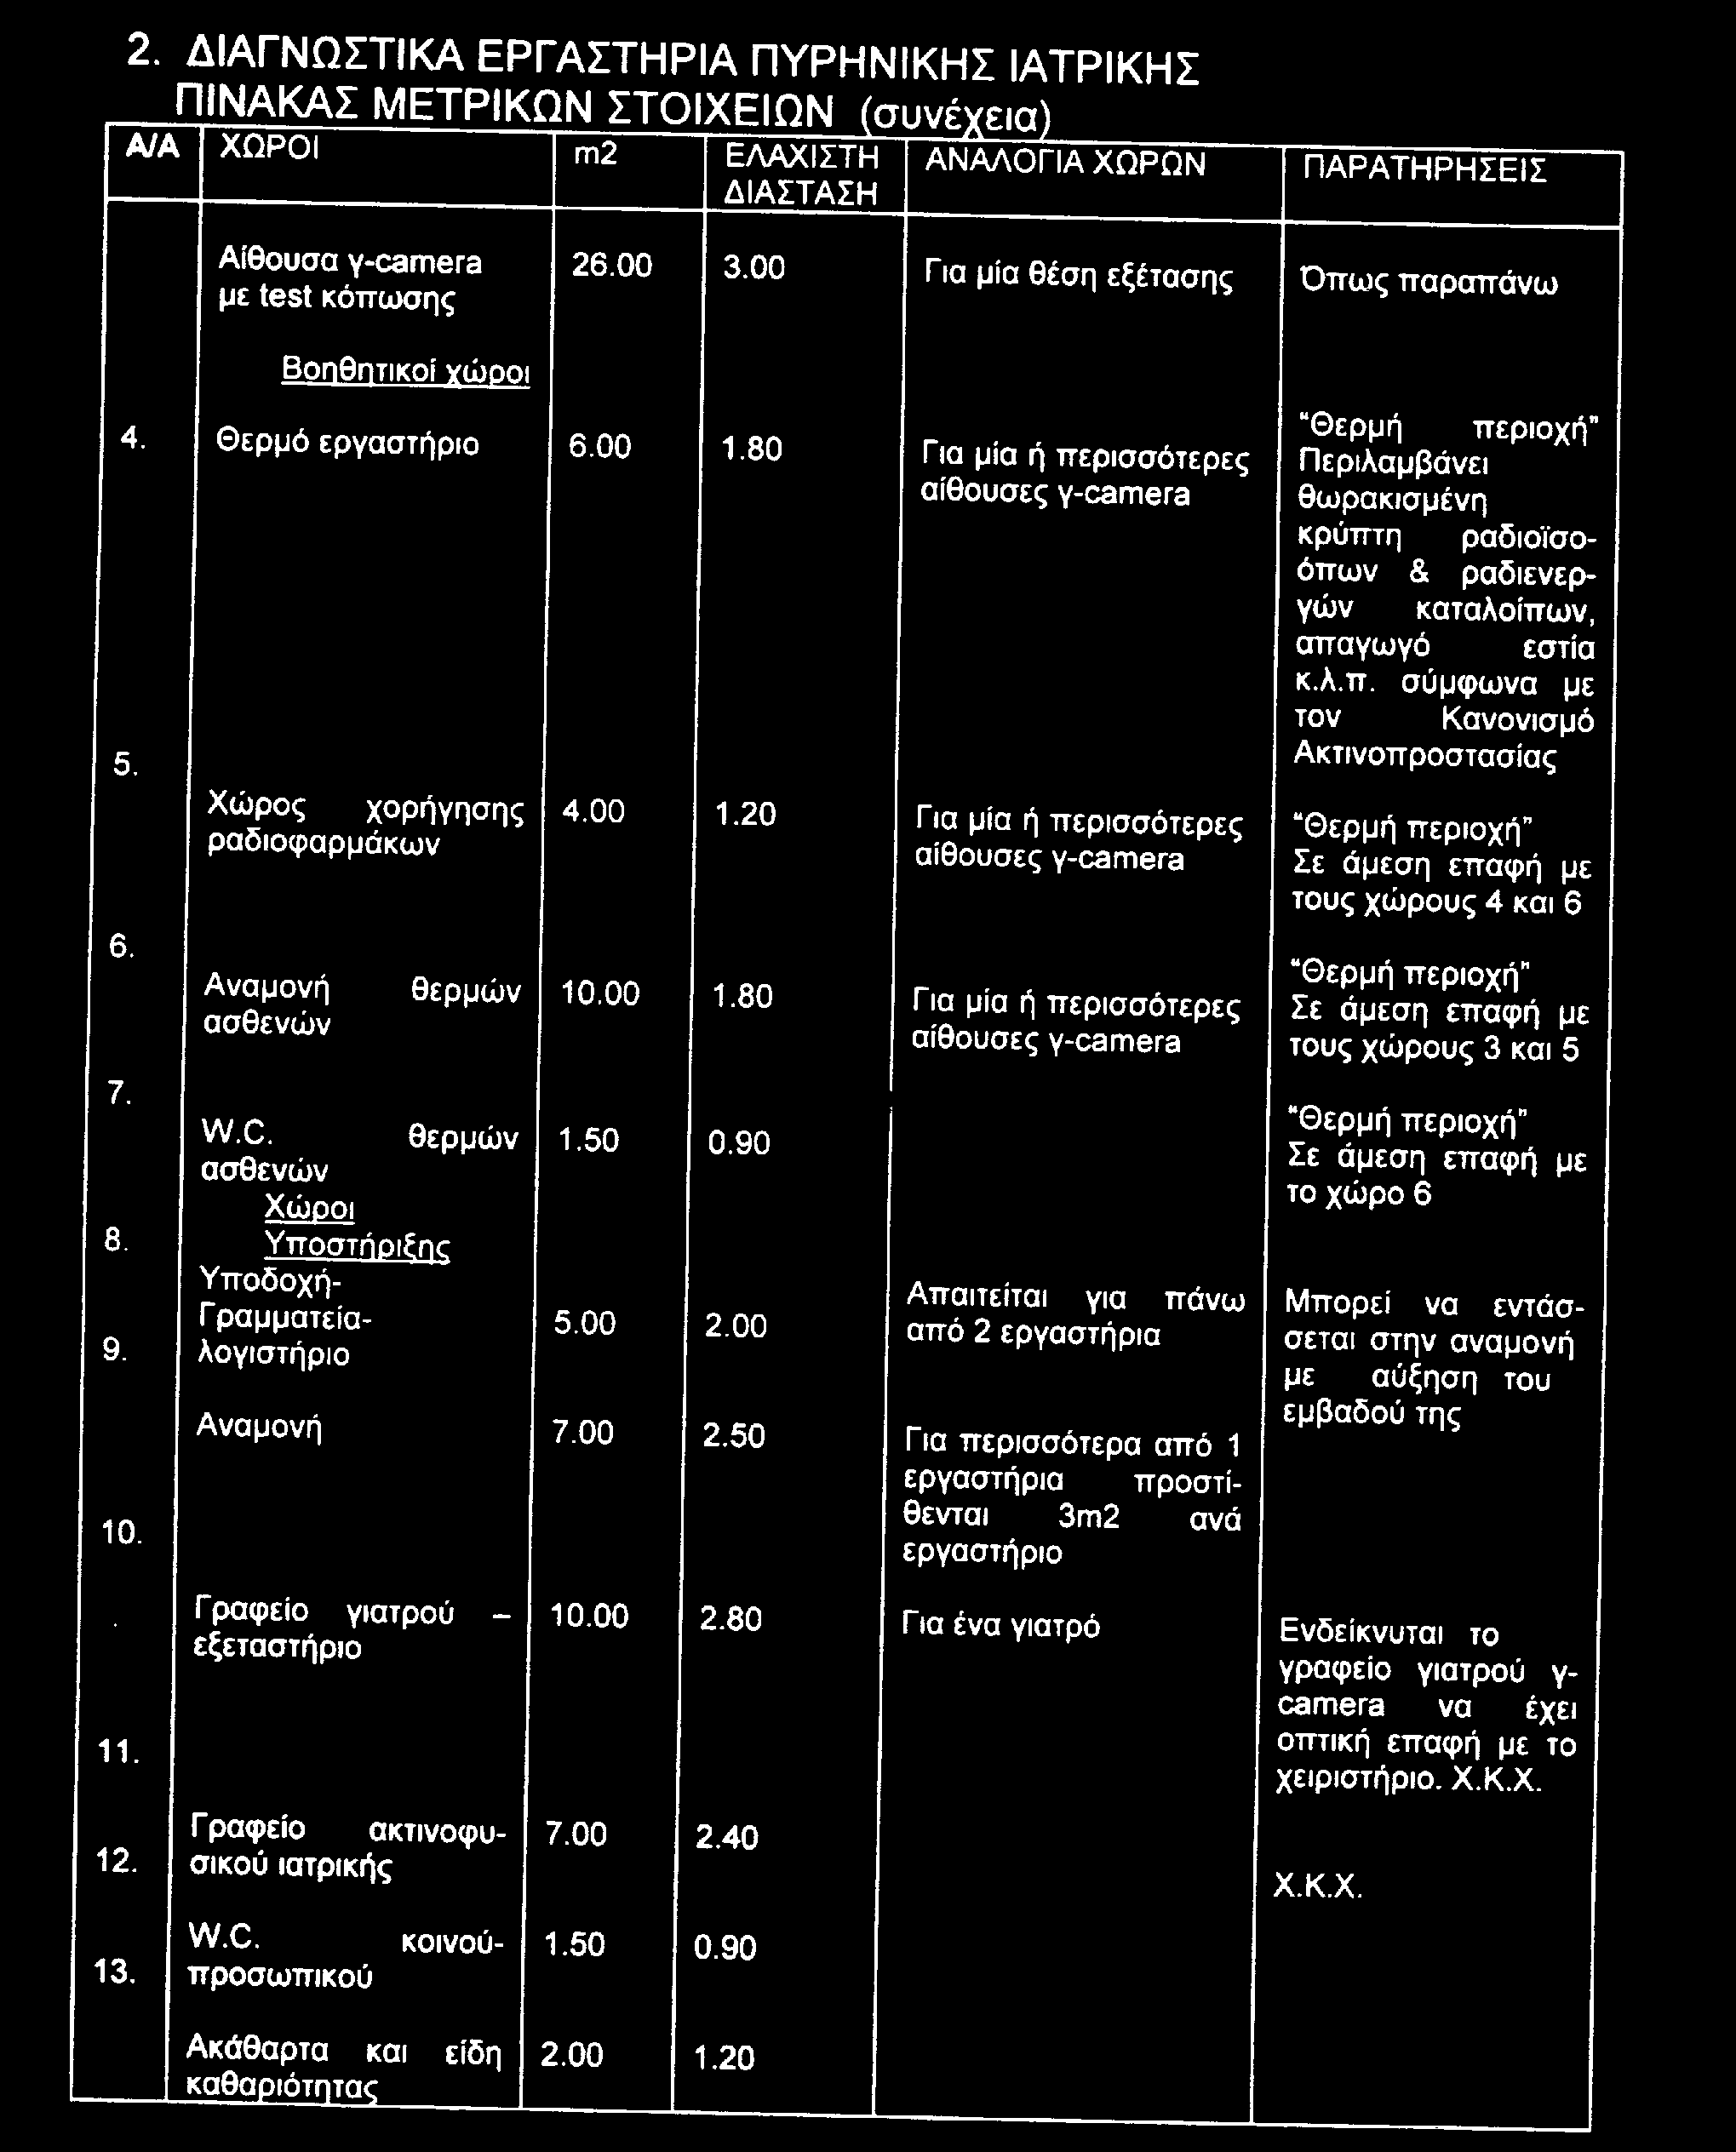 2. ΔΙΑΓΝΩΣΤΙΚΑ ΕΡΓΑΣΤΗΡΙΑ ΠΥΡΗΝΙΚΗΣ ΙΑΤΡΙΚΗΣ
ΠΙΝΑΚΑΣ ΜΕΤΡΙΚΩΝ ΣΤΟΙΧΕΙΩΝ (συνέχεια)
Α/Α ΧΩΡΟΙ m2 ΕΛΑΧΙΣΤΗ ΑΝΑΛΟΓΙΑ ΧΩΡΩΝ ΠΑΡΑΤΗΡΗΣΕΙΣ
ΔΙΑΣΤΑΣΗ
Αίθουσα γ-camera 26.00 3.00 Για μία θέση εξέτασης Όπως παραπάνω
με test κόπωσης
Βοηθητικοί χώροι
4. Θερμό εργαστήριο 6.00 1.80 Για μία ή περισσότερες "Θερμή περιοχή"
αίθουσες γ-camera Περιλαμβάνει
θωρακισμένη
κρύπτη ραδιοϊσο-
όπων & ραδιενερ-
γών καταλοίπων,
απαγωγό εστία
κ.λ.π. σύμφωνα με
τον Κανονισμό
Ακτινοπροστασίας
5.
Χώρος χορήγησης 4.00 1.20 Για μία ή περισσότερες "Θερμή περιοχή"
ραδιοφαρμάκων αίθουσες γ-camera Σε άμεση επαφή με
τους χώρους 4 και 6
6.
Αναμονή θερμών 10.00 1.80 Για μία ή περισσότερες "Θερμή περιοχή"
ασθενών αίθουσες γ-camera Σε άμεση επαφή με
τους χώρους 3 και 5
7.
W.C. θερμών 1.50 0.90 "Θερμή περιοχή"
ασθενών Σε άμεση επαφή με
Χώροι το χώρο 6
8. Υποστήριξης
Υποδοχή- Απαιτείται για πάνω Μπορεί να εντάσ-
Γραμματεία- 5.00 2.00 από 2 εργαστήρια σεται στην αναμονή
9. λογιστήριο με αύξηση του
εμβαδού της
Αναμονή 7.00 2.50 Για περισσότερα από 1
εργαστήρια προστί-
θενται 3m2 ανά
10. εργαστήριο
Γραφείο γιατρού – 10.00 2.80 Για ένα γιατρό Ενδείκνυται το
εξεταστήριο γραφείο γιατρού γ-
camera να έχει
11. οπτική επαφή με το
χειριστήριο. Χ.Κ.Χ.
Γραφείο ακτινοφυ- 7.00 2.40
12. σικού ιατρικής Χ.Κ.Χ.
W.C. κοινού- 1.50 0.90
13. προσωπικού
Ακάθαρτα και είδη 2.00 1.20
καθαριότητας